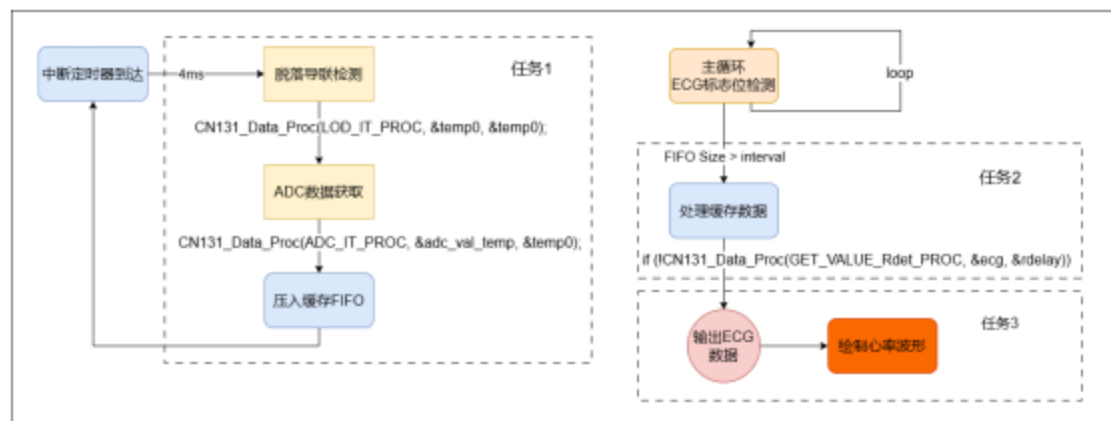 中断定时器到达
4ms
脱落导联检测
任务1
CN131_Data_Proc(LOD_IT_PROC, &temp0, &temp0);
ADC数据获取
CN131_Data_Proc(ADC_IT_PROC, &adc_val_temp, &temp0);
压入缓存FIFO
主循环
ECG标志位检测
loop
FIFO Size > interval
任务2
处理缓存数据
if (!CN131_Data_Proc(GET_VALUE_Rdet_PROC, &ecg, &rdelay))
任务3
输出ECG
数据
绘制心率波形